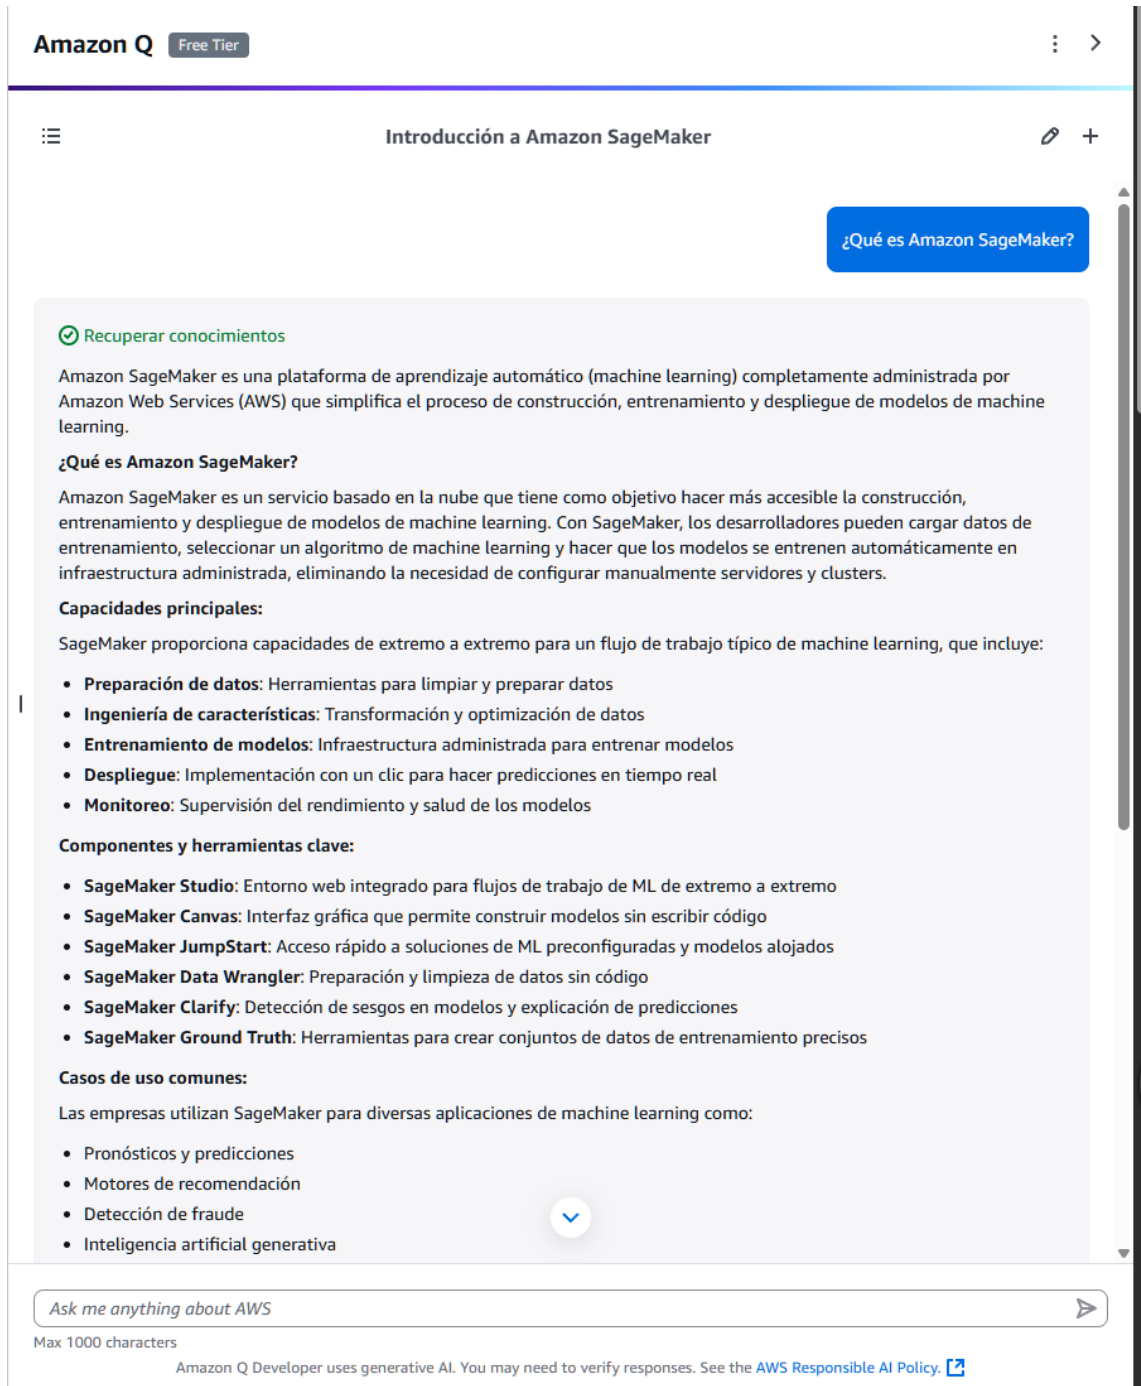 Amazon Q Free Tier
Introducción a Amazon SageMaker
¿Qué es Amazon SageMaker?
Recuperar conocimientos
Amazon SageMaker es una plataforma de aprendizaje automático (machine learning) completamente administrada por
Amazon Web Services (AWS) que simplifica el proceso de construcción, entrenamiento y despliegue de modelos de machine
learning.
¿Qué es Amazon SageMaker?
Amazon SageMaker es un servicio basado en la nube que tiene como objetivo hacer más accesible la construcción,
entrenamiento y despliegue de modelos de machine learning. Con SageMaker, los desarrolladores pueden cargar datos de
entrenamiento, seleccionar un algoritmo de machine learning y hacer que los modelos se entrenen automáticamente en
infraestructura administrada, eliminando la necesidad de configurar manualmente servidores y clusters.
Capacidades principales:
SageMaker proporciona capacidades de extremo a extremo para un flujo de trabajo típico de machine learning, que incluye:
• Preparación de datos: Herramientas para limpiar y preparar datos
• Ingeniería de características: Transformación y optimización de datos
• Entrenamiento de modelos: Infraestructura administrada para entrenar modelos
• Despliegue: Implementación con un clic para hacer predicciones en tiempo real
• Monitoreo: Supervisión del rendimiento y salud de los modelos
Componentes y herramientas clave:
• SageMaker Studio: Entorno web integrado para flujos de trabajo de ML de extremo a extremo
• SageMaker Canvas: Interfaz gráfica que permite construir modelos sin escribir código
• SageMaker JumpStart: Acceso rápido a soluciones de ML preconfiguradas y modelos alojados
• SageMaker Data Wrangler: Preparación y limpieza de datos sin código
• SageMaker Clarify: Detección de sesgos en modelos y explicación de predicciones
• SageMaker Ground Truth: Herramientas para crear conjuntos de datos de entrenamiento precisos
Casos de uso comunes:
Las empresas utilizan SageMaker para diversas aplicaciones de machine learning como:
• Pronósticos y predicciones
• Motores de recomendación
• Detección de fraude
• Inteligencia artificial generativa
Ask me anything about AWS
Max 1000 characters
Amazon Q Developer uses generative AI. You may need to verify responses. See the AWS Responsible AI Policy.